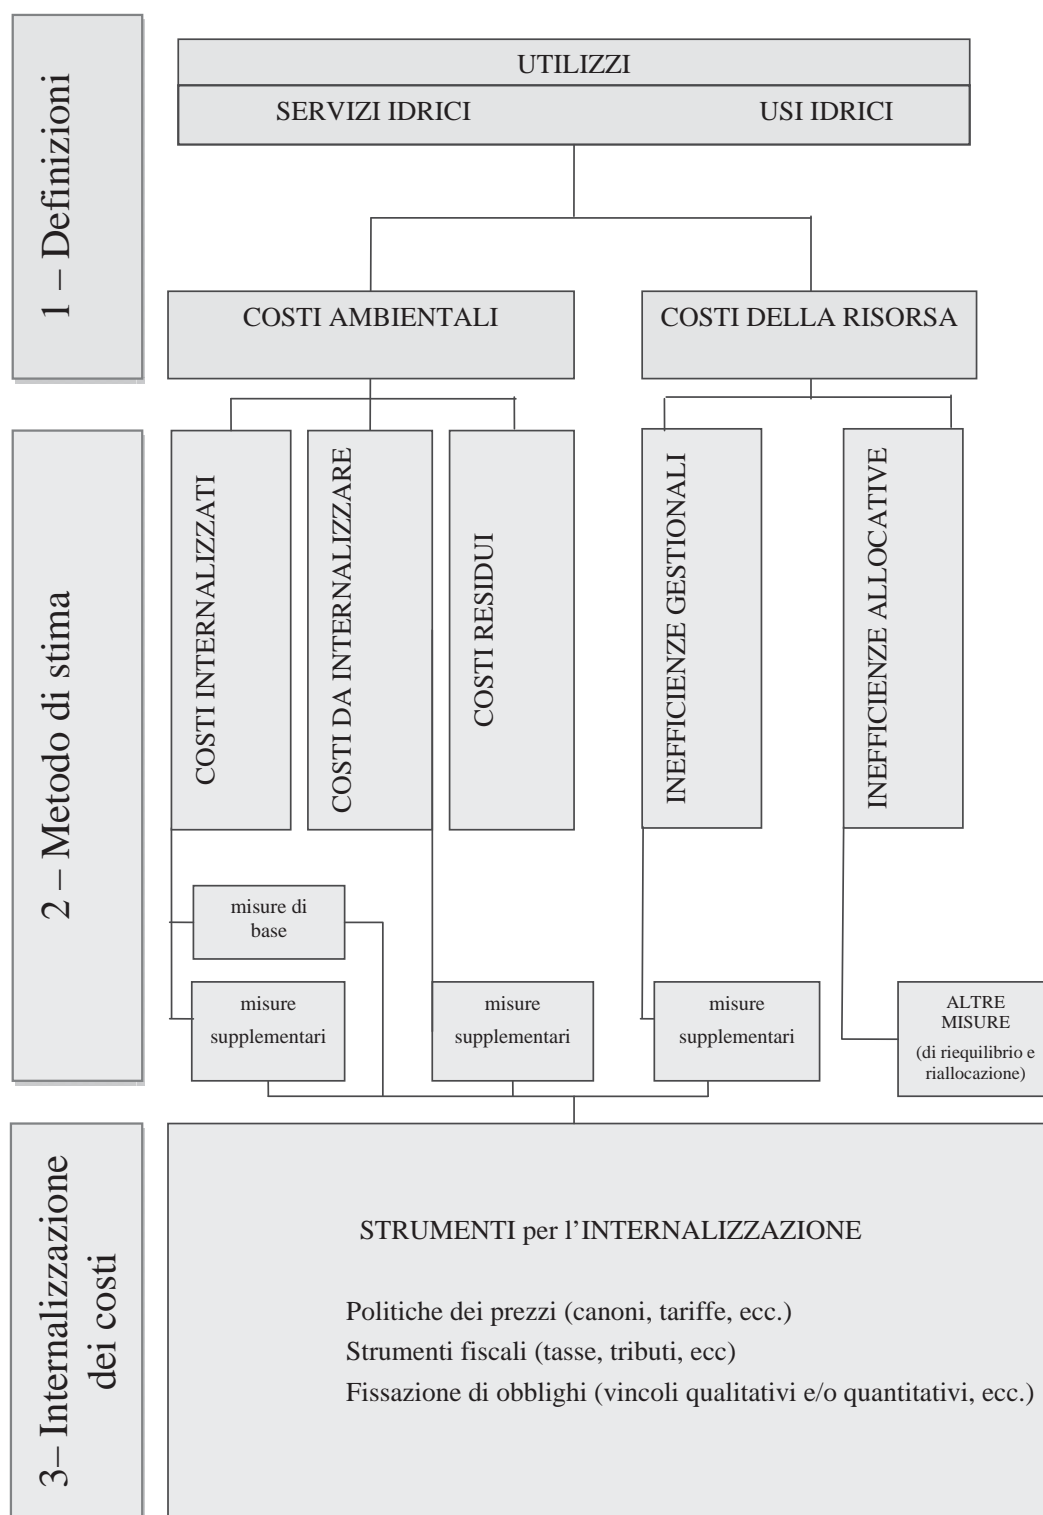 1 – Definizioni
UTILIZZI
SERVIZI IDRICI
USI IDRICI
COSTI AMBIENTALI
COSTI DELLA RISORSA
2 – Metodo di stima
COSTI INTERNALIZZATI
COSTI DA INTERNALIZZARE
COSTI RESIDUI
INEFFICIENZE GESTIONALI
INEFFICIENZE ALLOCATIVE
misure di
base
misure
supplementari
misure
supplementari
misure
supplementari
ALTRE
MISURE
(di riequilibrio e
riallocazione)
3– Internalizzazione
dei costi
STRUMENTI per l’INTERNALIZZAZIONE
Politiche dei prezzi (canoni, tariffe, ecc.)
Strumenti fiscali (tasse, tributi, ecc)
Fissazione di obblighi (vincoli qualitativi e/o quantitativi, ecc.)